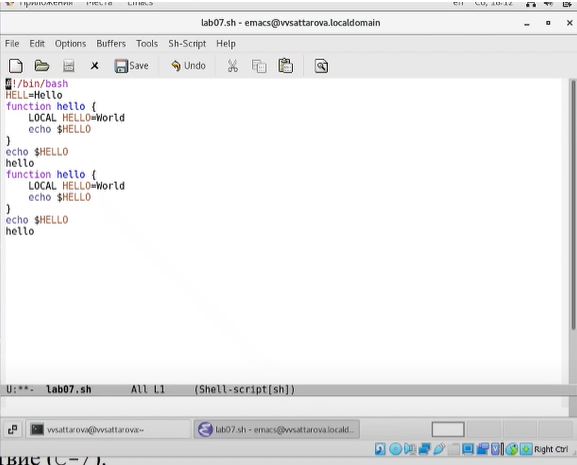 Приложения Места Emacs en Сб, 18:12
lab07.sh - emacs@vvsattarova.localdomain
File Edit Options Buffers Tools Sh-Script Help
Save Undo
#!/bin/bash
HELL=Hello
function hello {
LOCAL HELLO=World
echo $HELLO
}
echo $HELLO
hello
function hello {
LOCAL HELLO=World
echo $HELLO
}
echo $HELLO
hello
U:**- lab07.sh All L1 (Shell-script[sh])
vvsattarova@vvsattarova:~ lab07.sh - emacs@vvsattarova.locald...
Right Ctrl
твие (C-/).